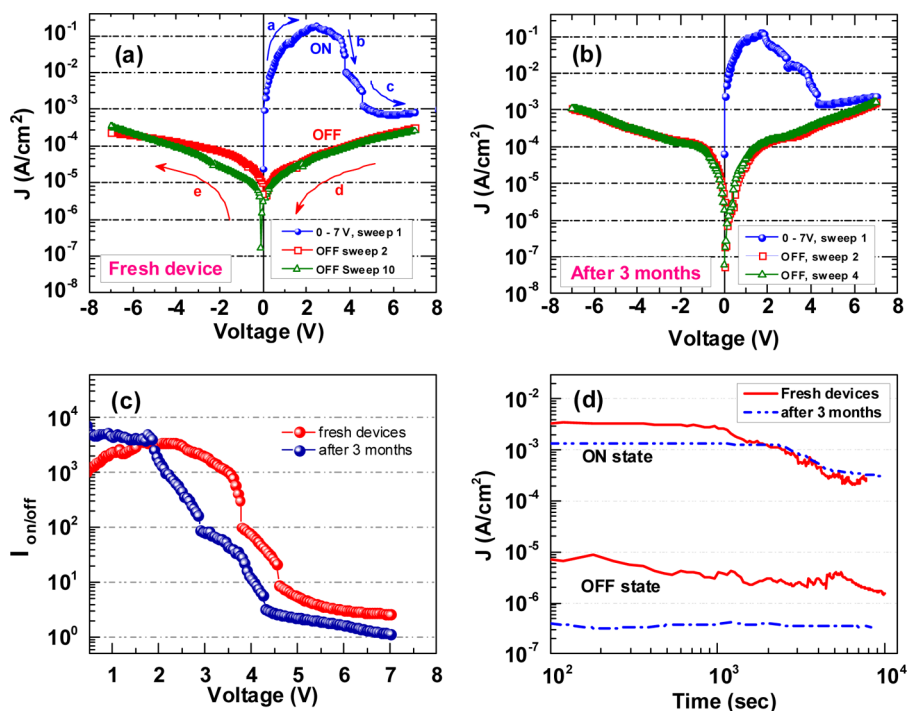 (a)
a
b
ON
c
OFF
e
d
Fresh device
0 - 7V, sweep 1
OFF sweep 2
OFF Sweep 10
10⁻¹
10⁻²
10⁻³
10⁻⁴
10⁻⁵
10⁻⁶
10⁻⁷
10⁻⁸
J (A/cm²)
-8 -6 -4 -2 0 2 4 6 8
Voltage (V)
(b)
After 3 months
0 - 7V, sweep 1
OFF, sweep 2
OFF, sweep 4
10⁻¹
10⁻²
10⁻³
10⁻⁴
10⁻⁵
10⁻⁶
10⁻⁷
10⁻⁸
J (A/cm²)
-8 -6 -4 -2 0 2 4 6 8
Voltage (V)
(c)
fresh devices
after 3 months
10⁴
10³
10²
10¹
10⁰
I on/off
1 2 3 4 5 6 7 8
Voltage (V)
(d)
Fresh devices
after 3 months
ON state
OFF state
10⁻²
10⁻³
10⁻⁴
10⁻⁵
10⁻⁶
10⁻⁷
J (A/cm²)
10² 10³ 10⁴
Time (sec)